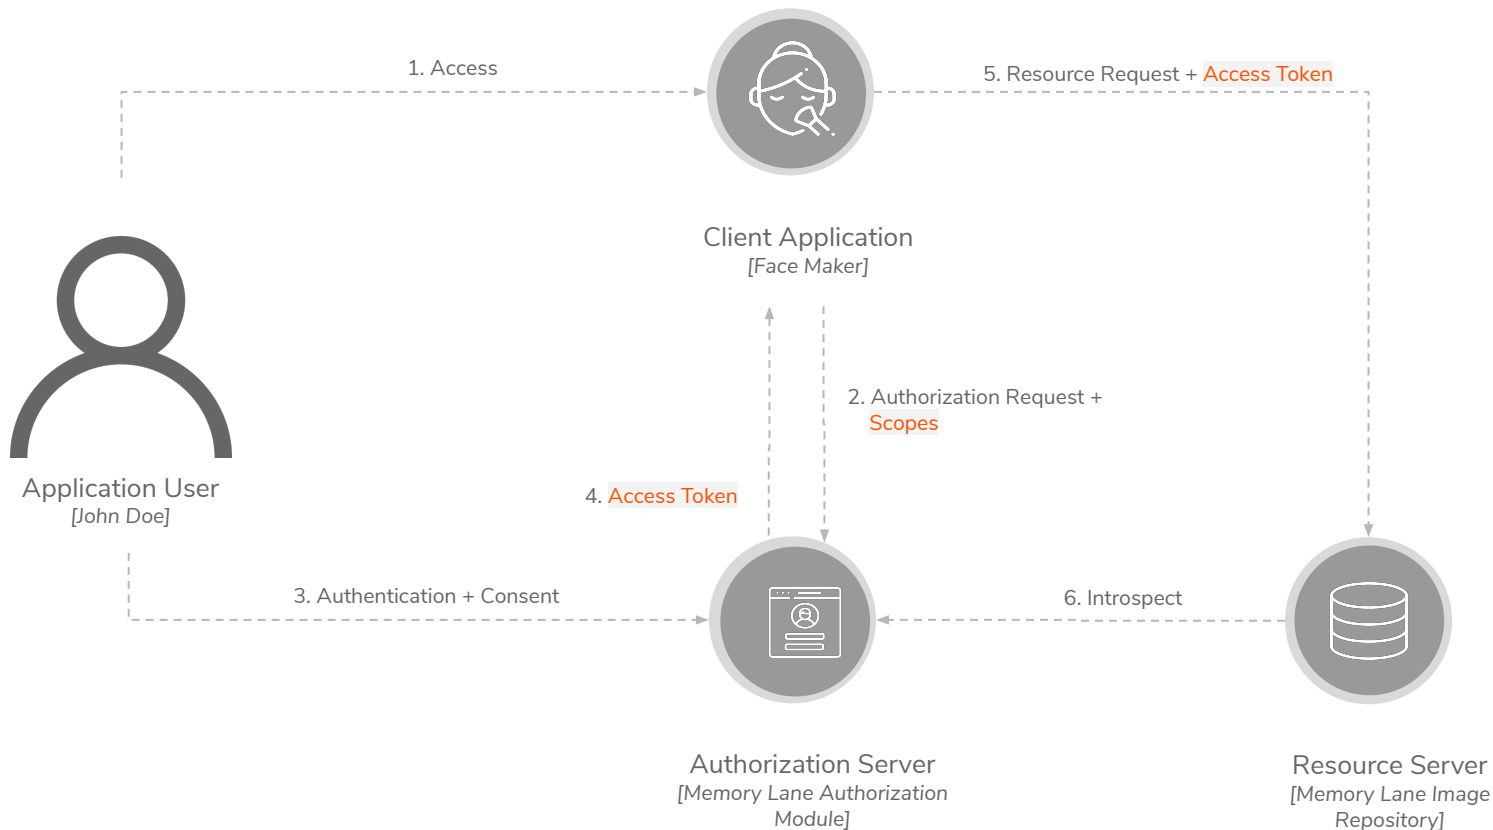 1. Access
5. Resource Request + Access Token
Client Application
[Face Maker]
2. Authorization Request +
Scopes
Application User
[John Doe]
4. Access Token
3. Authentication + Consent
6. Introspect
Authorization Server
[Memory Lane Authorization
Module]
Resource Server
[Memory Lane Image
Repository]